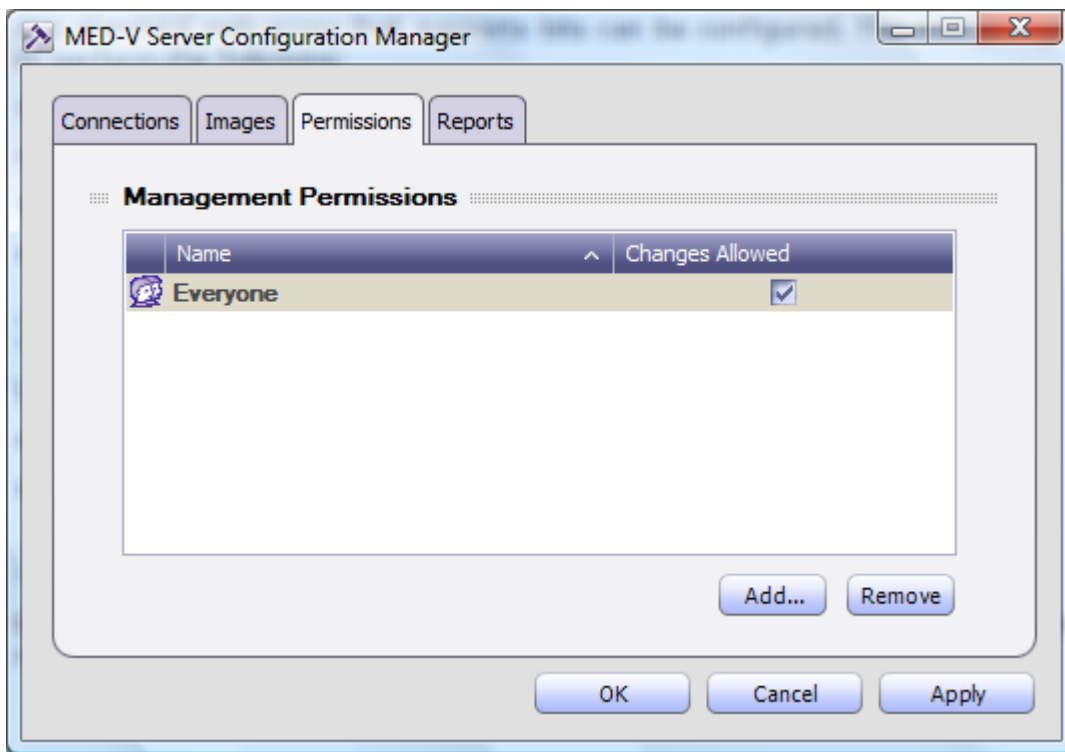 MED-V Server Configuration Manager
Connections Images Permissions Reports
Management Permissions
Name Changes Allowed
Everyone
Add... Remove
OK Cancel Apply